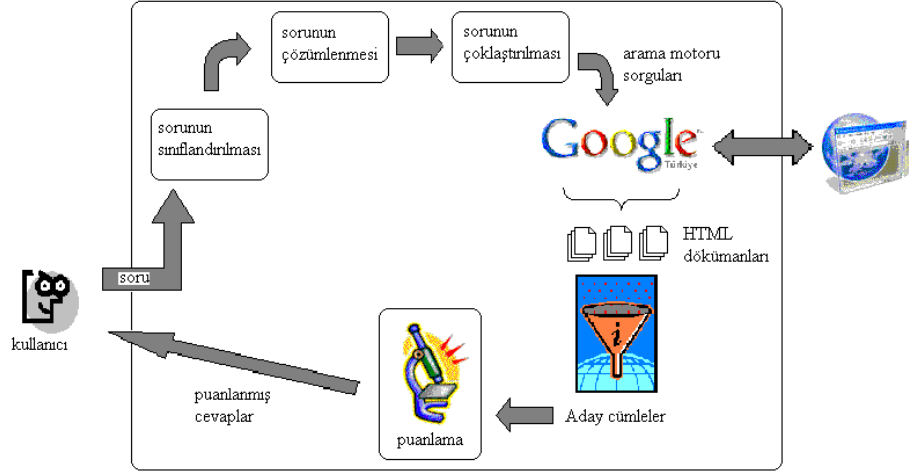 sorunun
çözümlenmesi
sorunun
çoklaştırılması
arama motoru
sorguları
sorunun
sınıflandırılması
Google
Türkiye
HTML
dökümanları
soru
i
kullanıcı
puanlanmış
cevaplar
puanlama
Aday cümleler